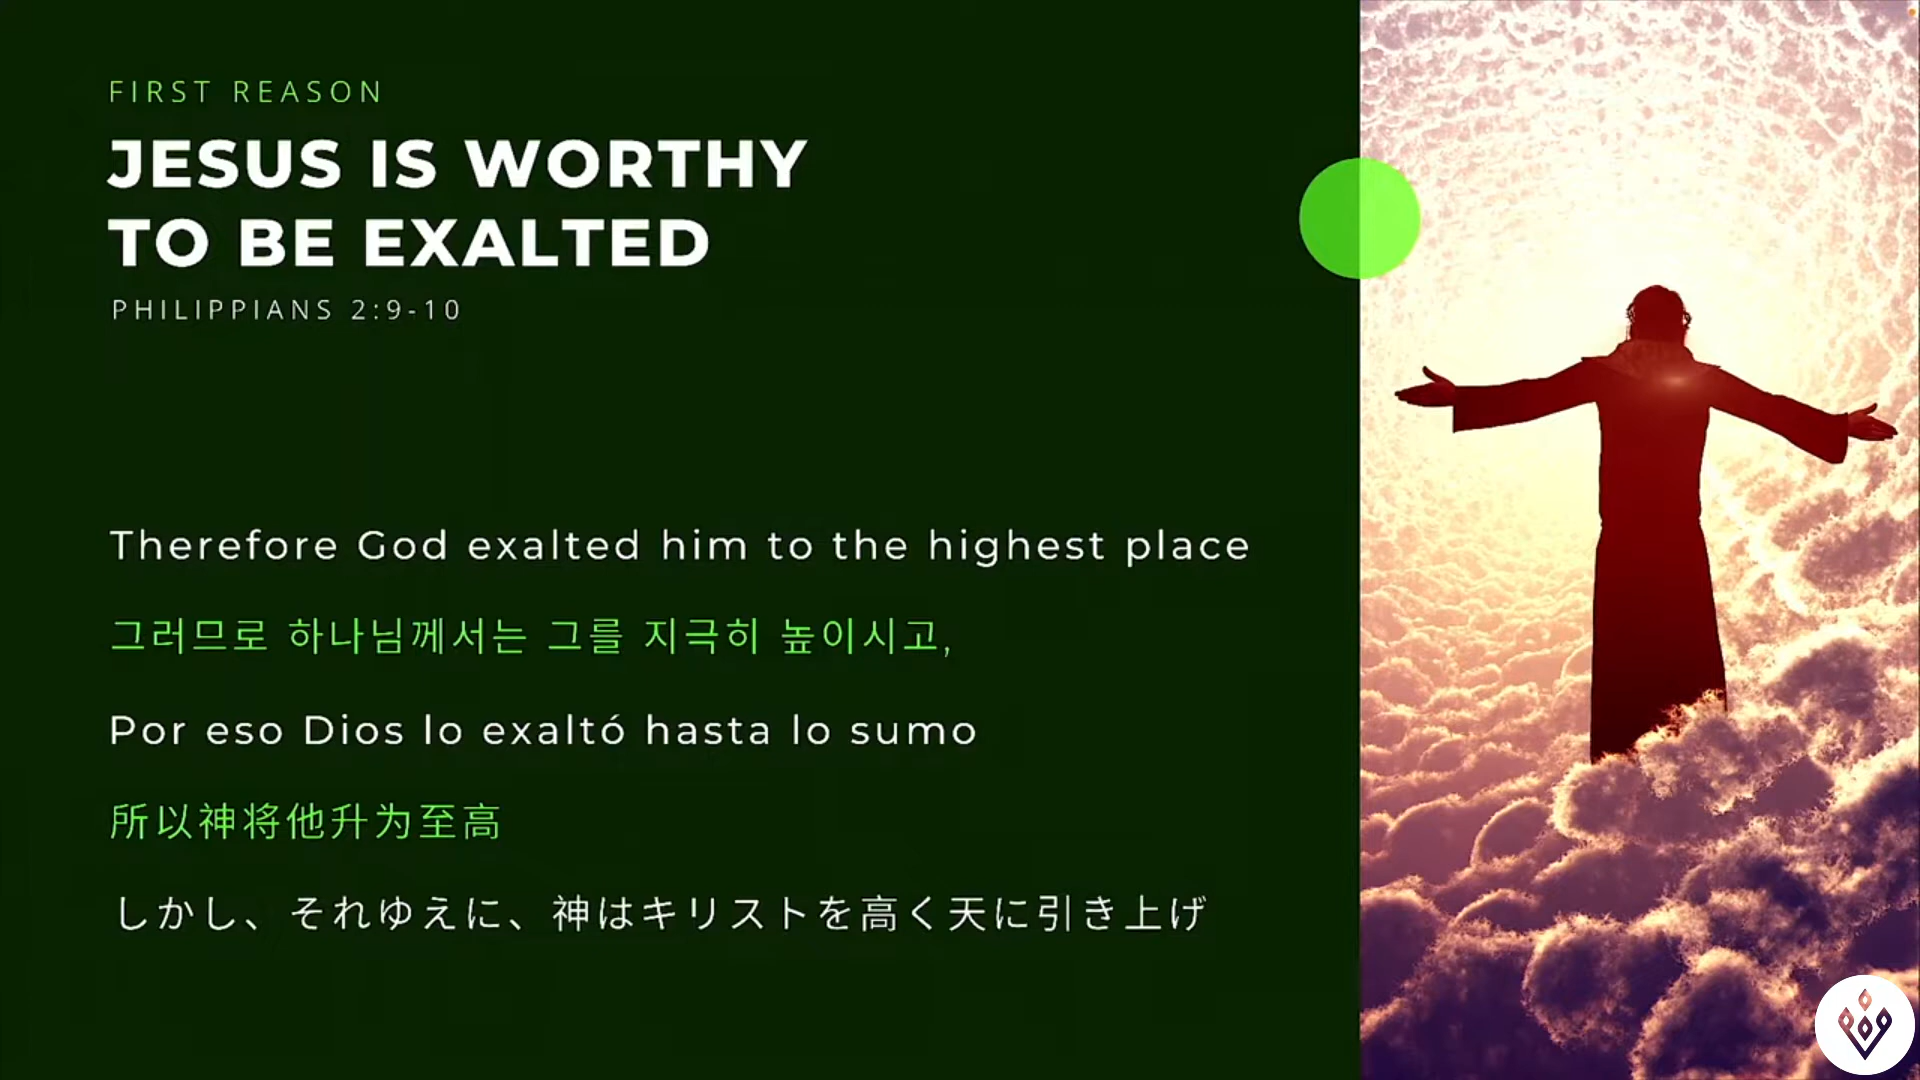 FIRST REASON
JESUS IS WORTHY
TO BE EXALTED
PHILIPPIANS 2:9-10
Therefore God exalted him to the highest place
그러므로 하나님께서는 그를 지극히 높이시고,
Por eso Dios lo exaltó hasta lo sumo
所以神将他升为至高
しかし、それゆえに、神はキリストを高く天に引き上げ